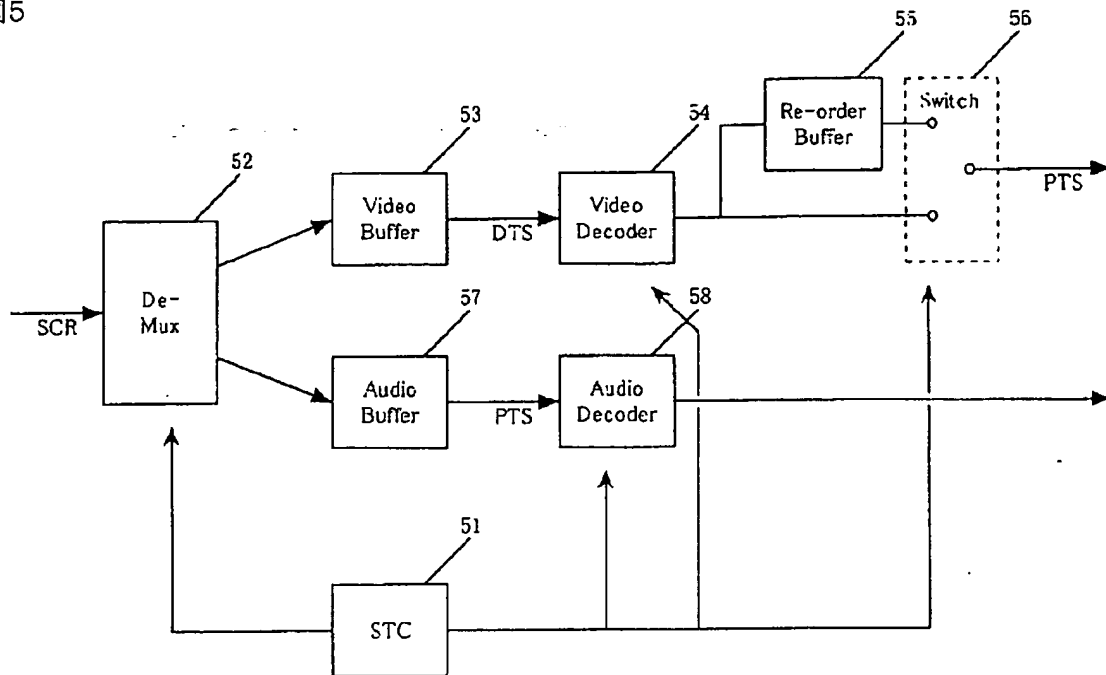 図5
55
56
Re-order
Buffer
Switch
PTS
53
54
52
Video
Buffer
DTS
Video
Decoder
De-
Mux
SCR
57
58
Audio
Buffer
PTS
Audio
Decoder
51
STC